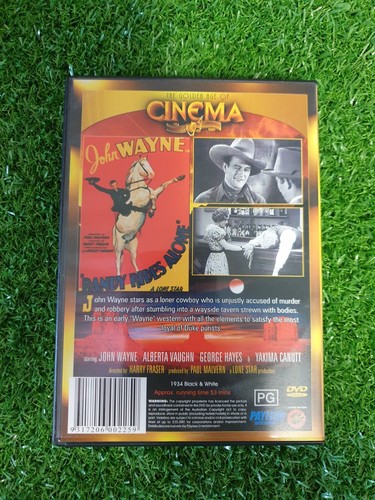 THE GOLDEN AGE OF
CINEMA
John WAYNE
'RANDY RIDES ALONE'
A LONE STAR
John Wayne stars as a loner cowboy who is unjustly accused of murder
and robbery after stumbling into a wayside tavern strewn with bodies.
This is an early "Wayne" western with all the elements to satisfy the most
loyal of Duke purists.
starring JOHN WAYNE ALBERTA VAUGHN GEORGE HAYES & YAKIMA CANUTT
Directed by HARRY FRASER produced by PAUL MALVERN a LONE STAR production
1934 Black & White
Approx. running time 53 mins
WARNING:
PG
DVD
9317206002259